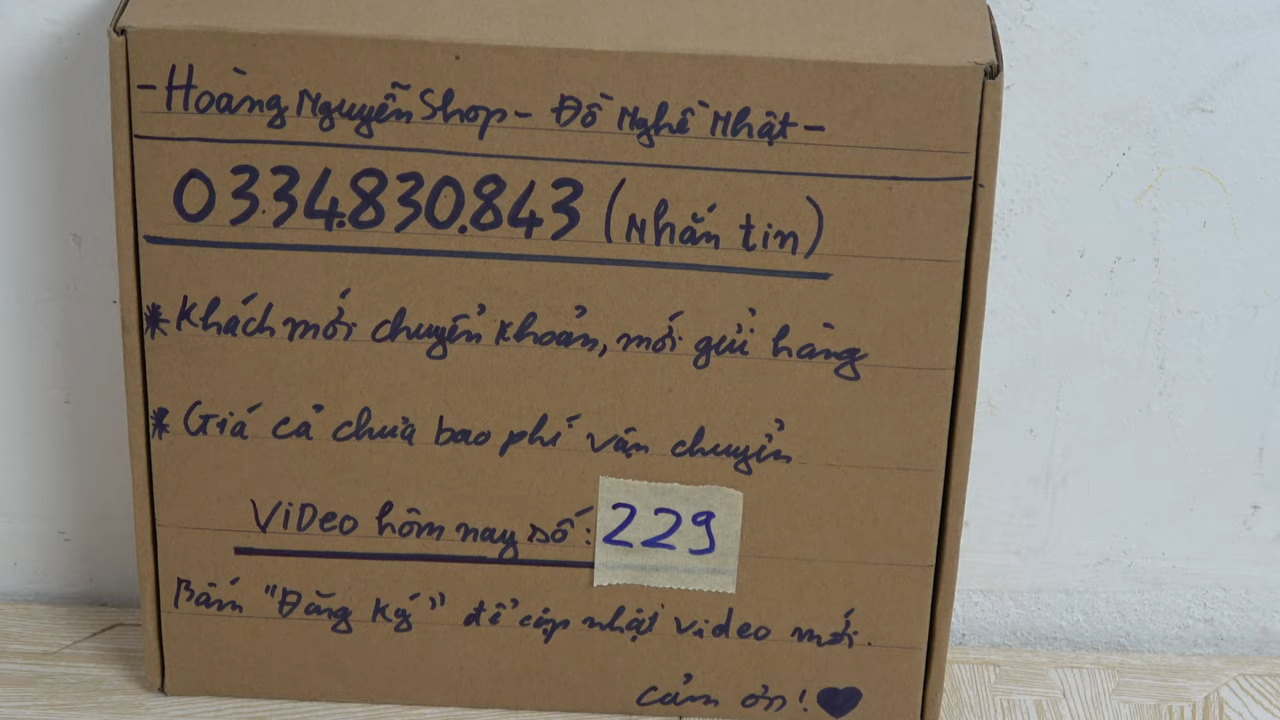 - Hoàng Nguyễn Shop - Đồ Nghề Nhật -
0334.830.843 (Nhắn tin)
* Khách mới chuyển khoản, mới gửi hàng
* Giá cả chưa bao phí vận chuyển
Video hôm nay số: 229
Bấm "Đăng ký" để cập nhật video mới.
Cảm ơn! ♥